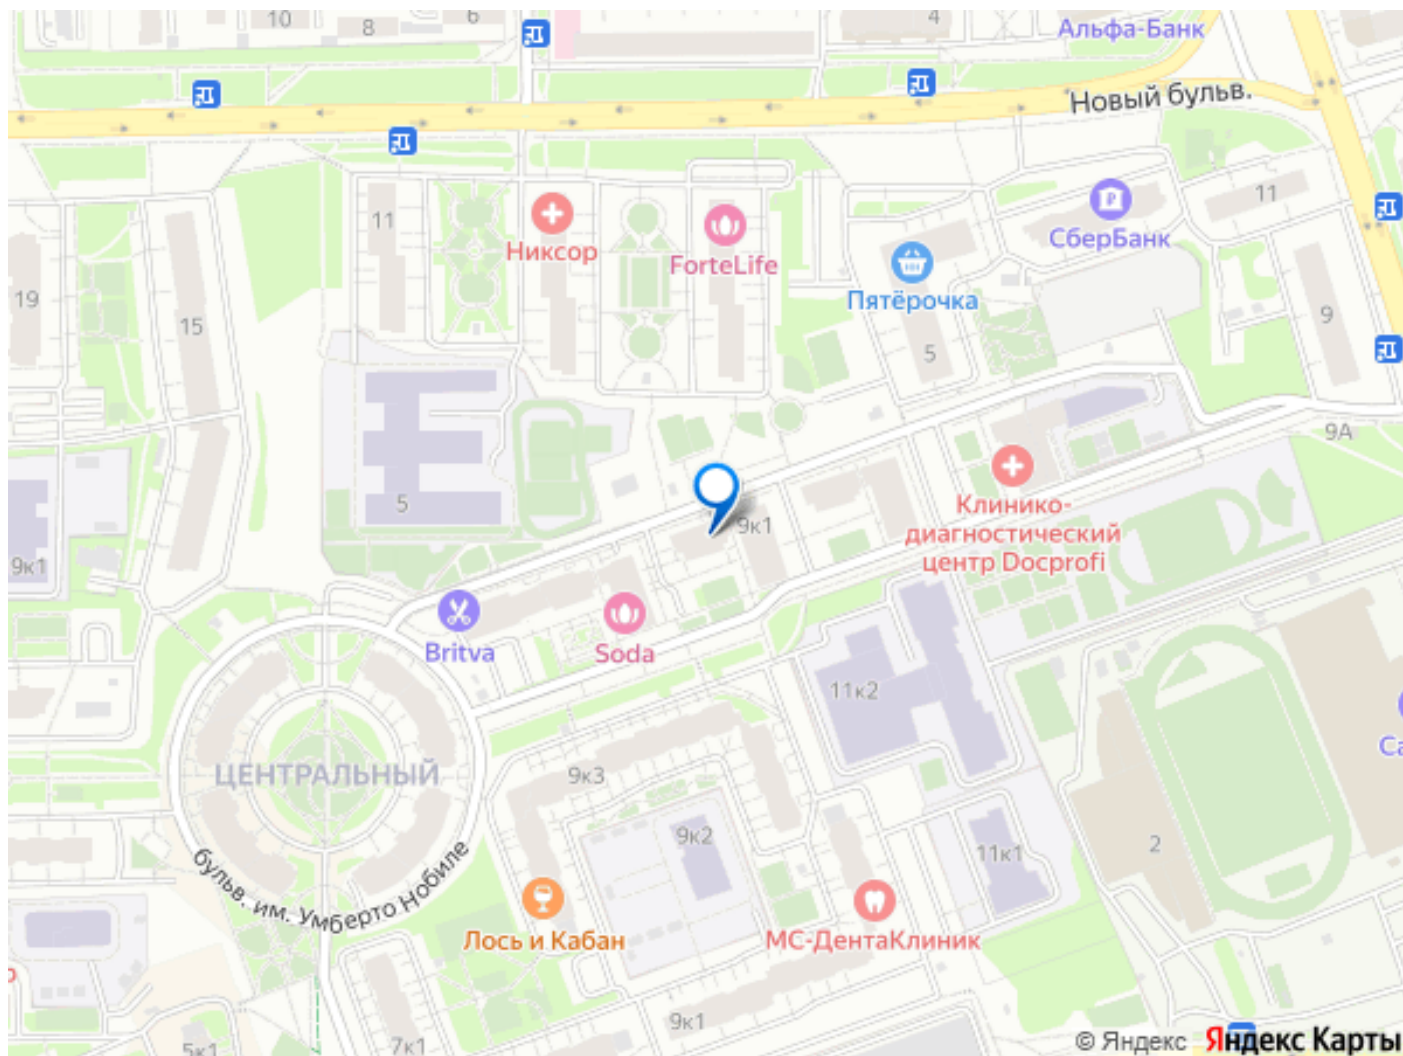 10
8
6
4
Альфа-Банк
Новый бульв.
11
Никсор
ForteLife
СберБанк
11
Пятёрочка
19
15
9
5
9А
5
Клинико-
диагностический
центр Docprofi
9к1
9к1
Britva
Soda
11к2
ЦЕНТРАЛЬНЫЙ
9к3
9к2
11к1
2
бульв. им. Умберто Нобиле
Лось и Кабан
МС-ДентаКлиник
9к1
7к1
5к1
© Яндекс Яндекс Карты